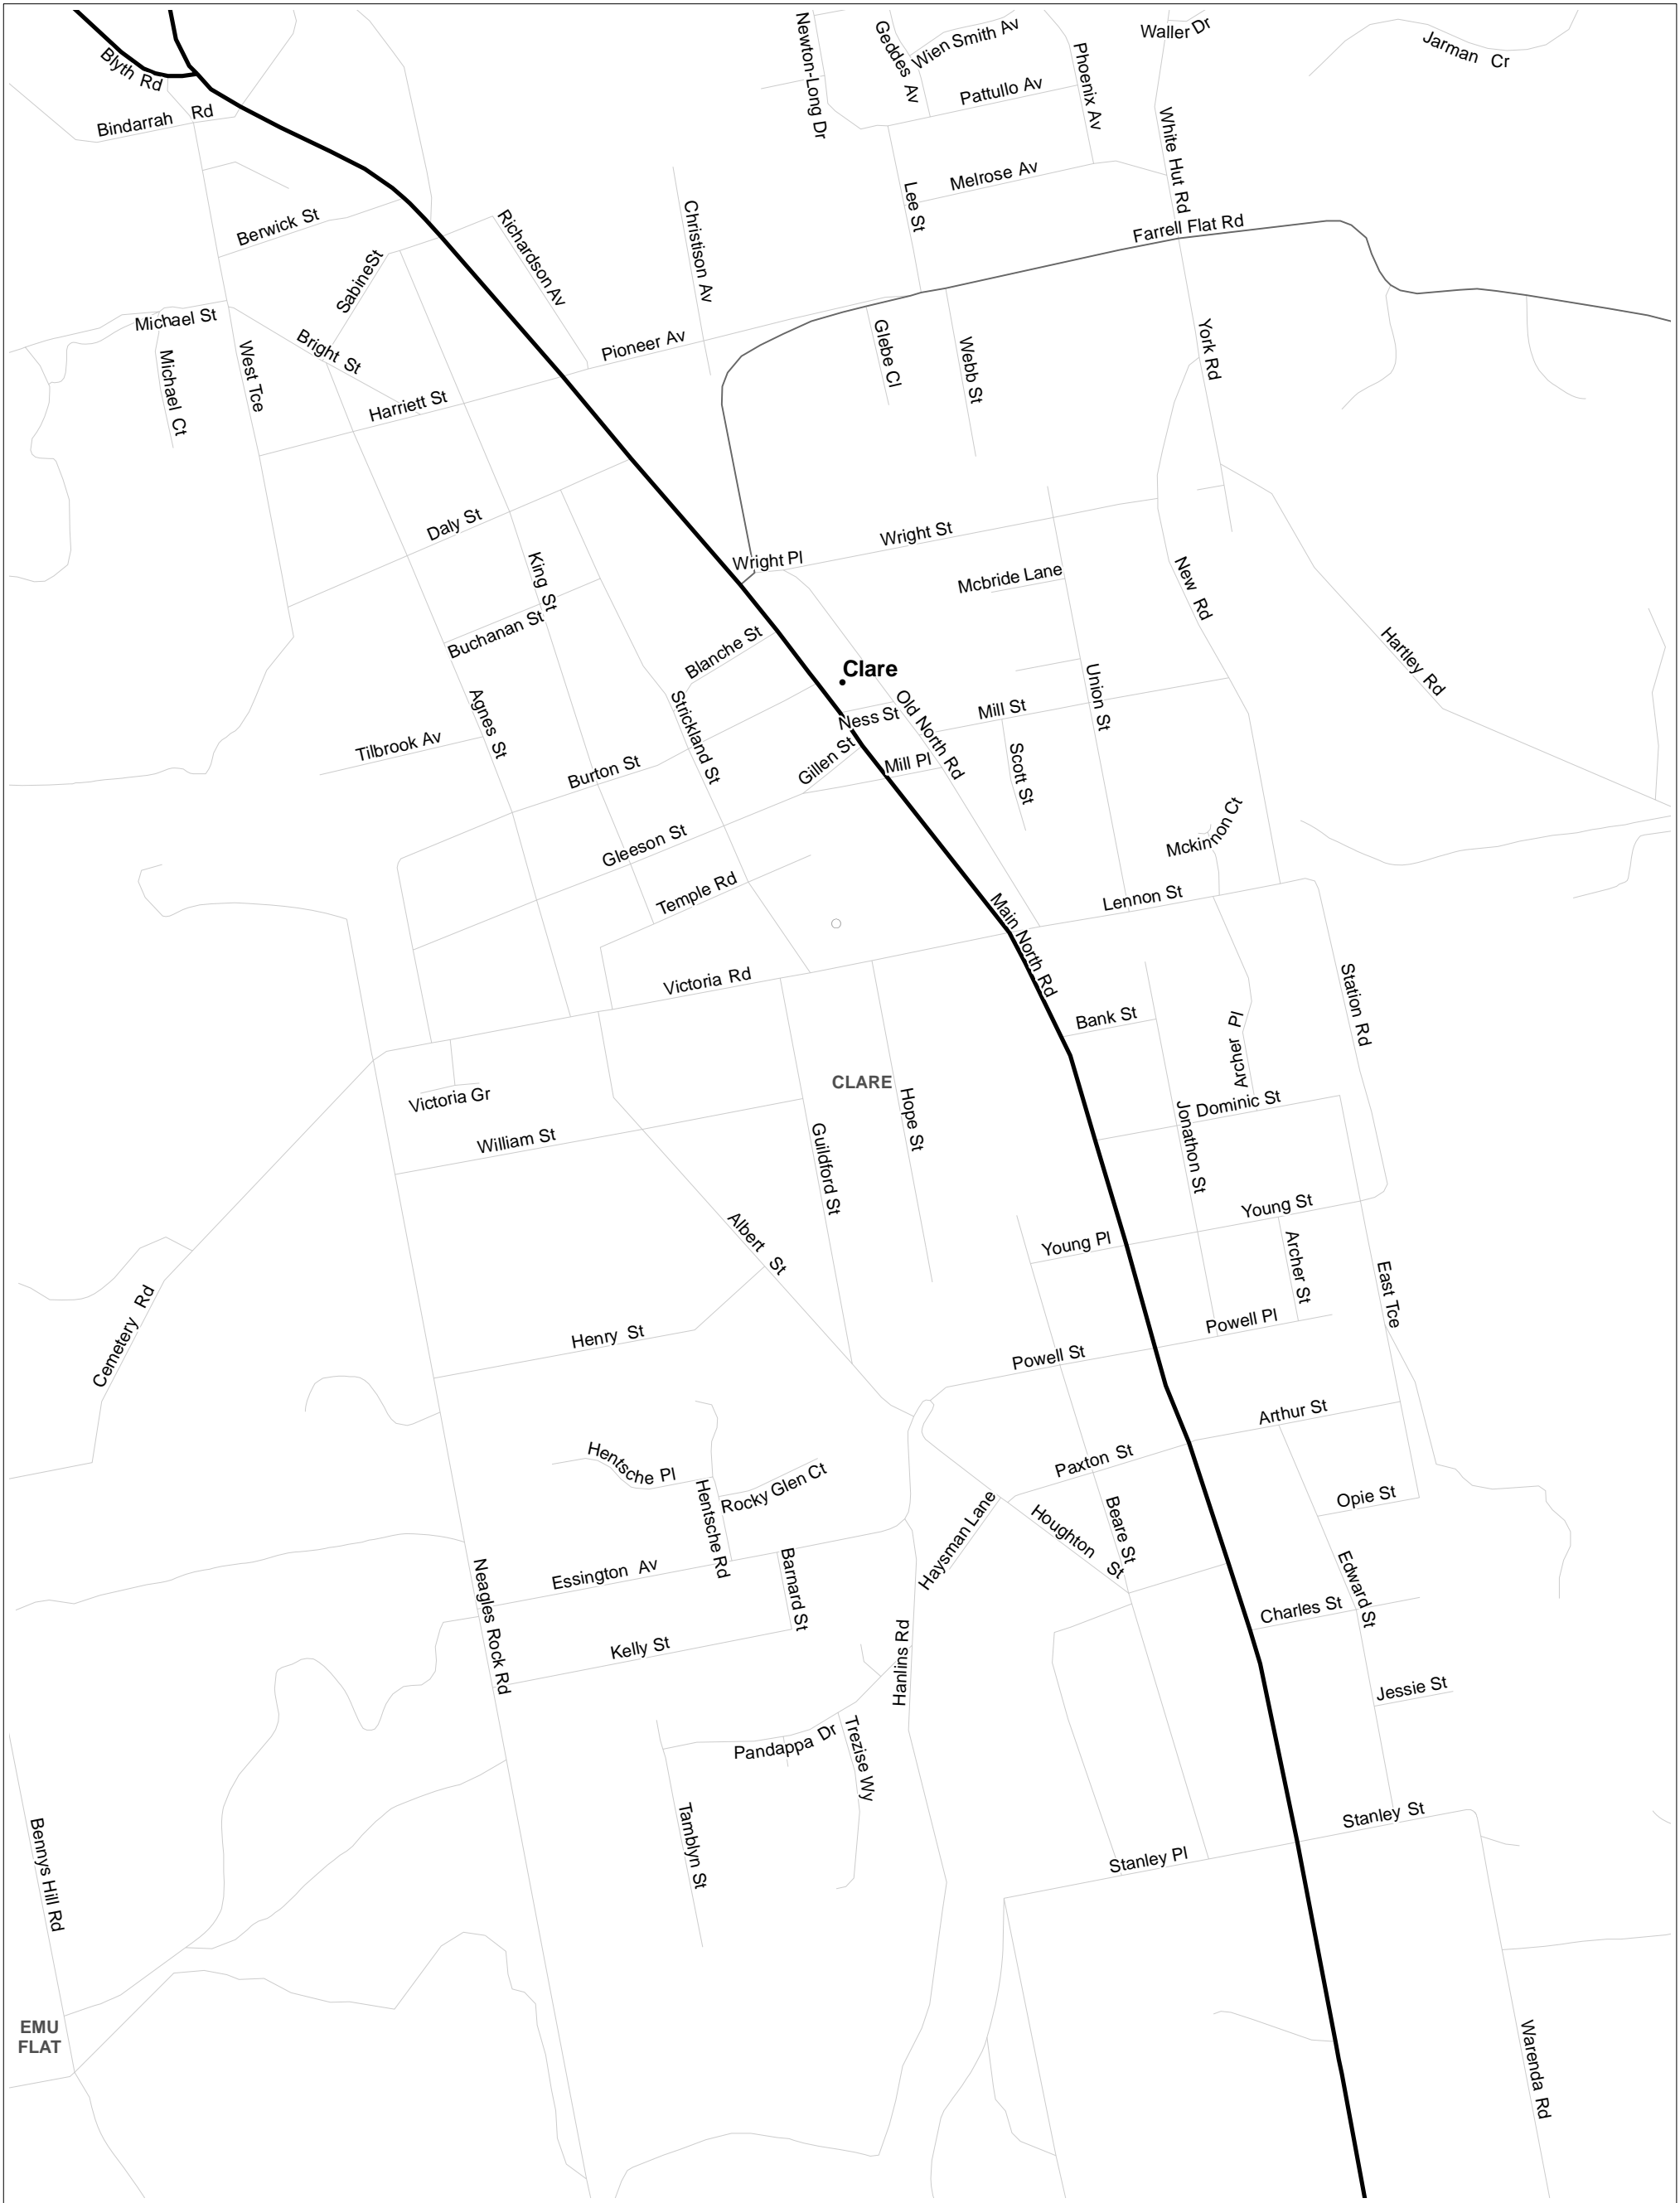 Blyth Rd
Bindarrah Rd
Newton-Long Dr
Geddes Av
Wien Smith Av
Pattullo Av
Phoenix Av
Waller Dr
Jarman Cr
White Hut Rd
Melrose Av
Lee St
Farrell Flat Rd
Berwick St
Sabine St
Richardson Av
Christison Av
Michael St
Michael Ct
West Tce
Bright St
Harriett St
Pioneer Av
Glebe Cl
Webb St
York Rd
Daly St
King St
Wright Pl
Wright St
Mcbride Lane
New Rd
Hartley Rd
Buchanan St
Blanche St
Clare
Agnes St
Strickland St
Ness St
Old North Rd
Mill St
Union St
Tilbrook Av
Burton St
Gillen St
Mill Pl
Scott St
Gleeson St
Mckinnon Ct
Temple Rd
Main North Rd
Lennon St
Victoria Rd
Station Rd
Bank St
Archer Pl
CLARE
Victoria Gr
Hope St
Jonathon St
Dominic St
William St
Guildford St
Albert St
Young Pl
Young St
Archer St
East Tce
Cemetery Rd
Henry St
Powell St
Powell Pl
Arthur St
Hentsche Pl
Hentsche Rd
Rocky Glen Ct
Paxton St
Haysman Lane
Houghton St
Beare St
Opie St
Neagles Rock Rd
Essington Av
Barnard St
Edward St
Charles St
Kelly St
Hanlins Rd
Jessie St
Pandappa Dr
Trezise Wy
Tamblyn St
Bennys Hill Rd
Stanley Pl
Stanley St
EMU
FLAT
Warenda Rd